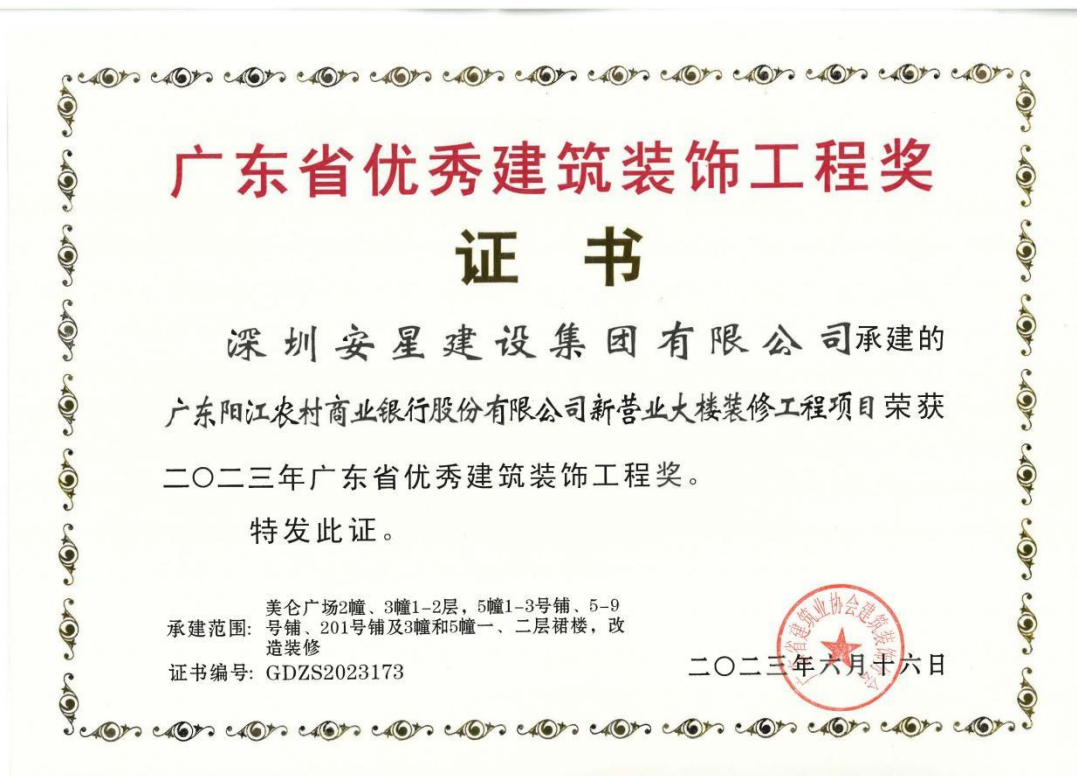 广东省优秀建筑装饰工程奖
证 书
深圳安星建设集团有限公司承建的
广东阳江农村商业银行股份有限公司新营业大楼装修工程项目荣获
二〇二三年广东省优秀建筑装饰工程奖。
特发此证。
承建范围: 美仑广场2幢、3幢1-2层，5幢1-3号铺、5-9
号铺、201号铺及3幢和5幢一、二层裙楼，改
造装修
证书编号: GDZS2023173
二〇二三年六月十六日